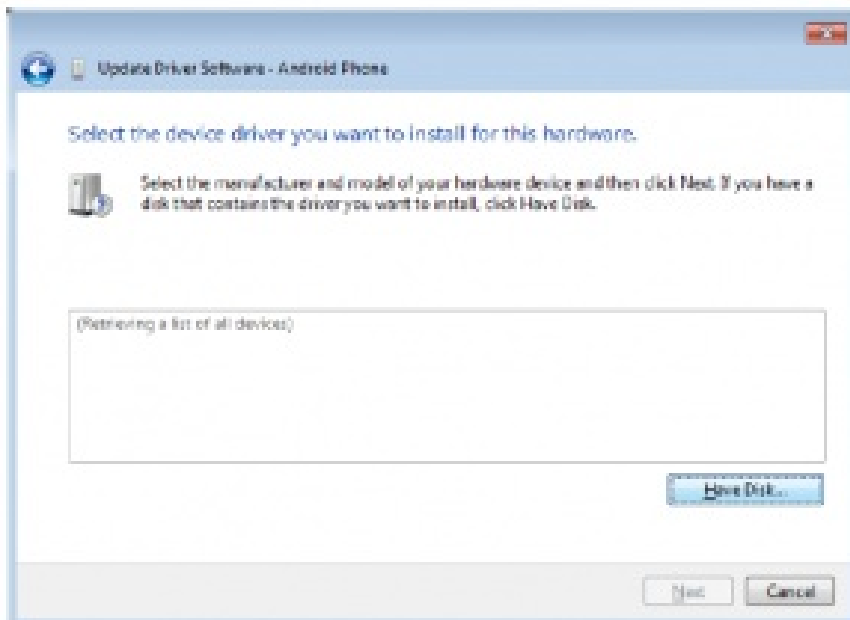 Update Driver Software - Android Phone
Select the device driver you want to install for this hardware.
Select the manufacturer and model of your hardware device and then click Next. If you have a
disk that contains the driver you want to install, click Have Disk.
(Retrieving a list of all devices)
Have Disk...
Next
Cancel